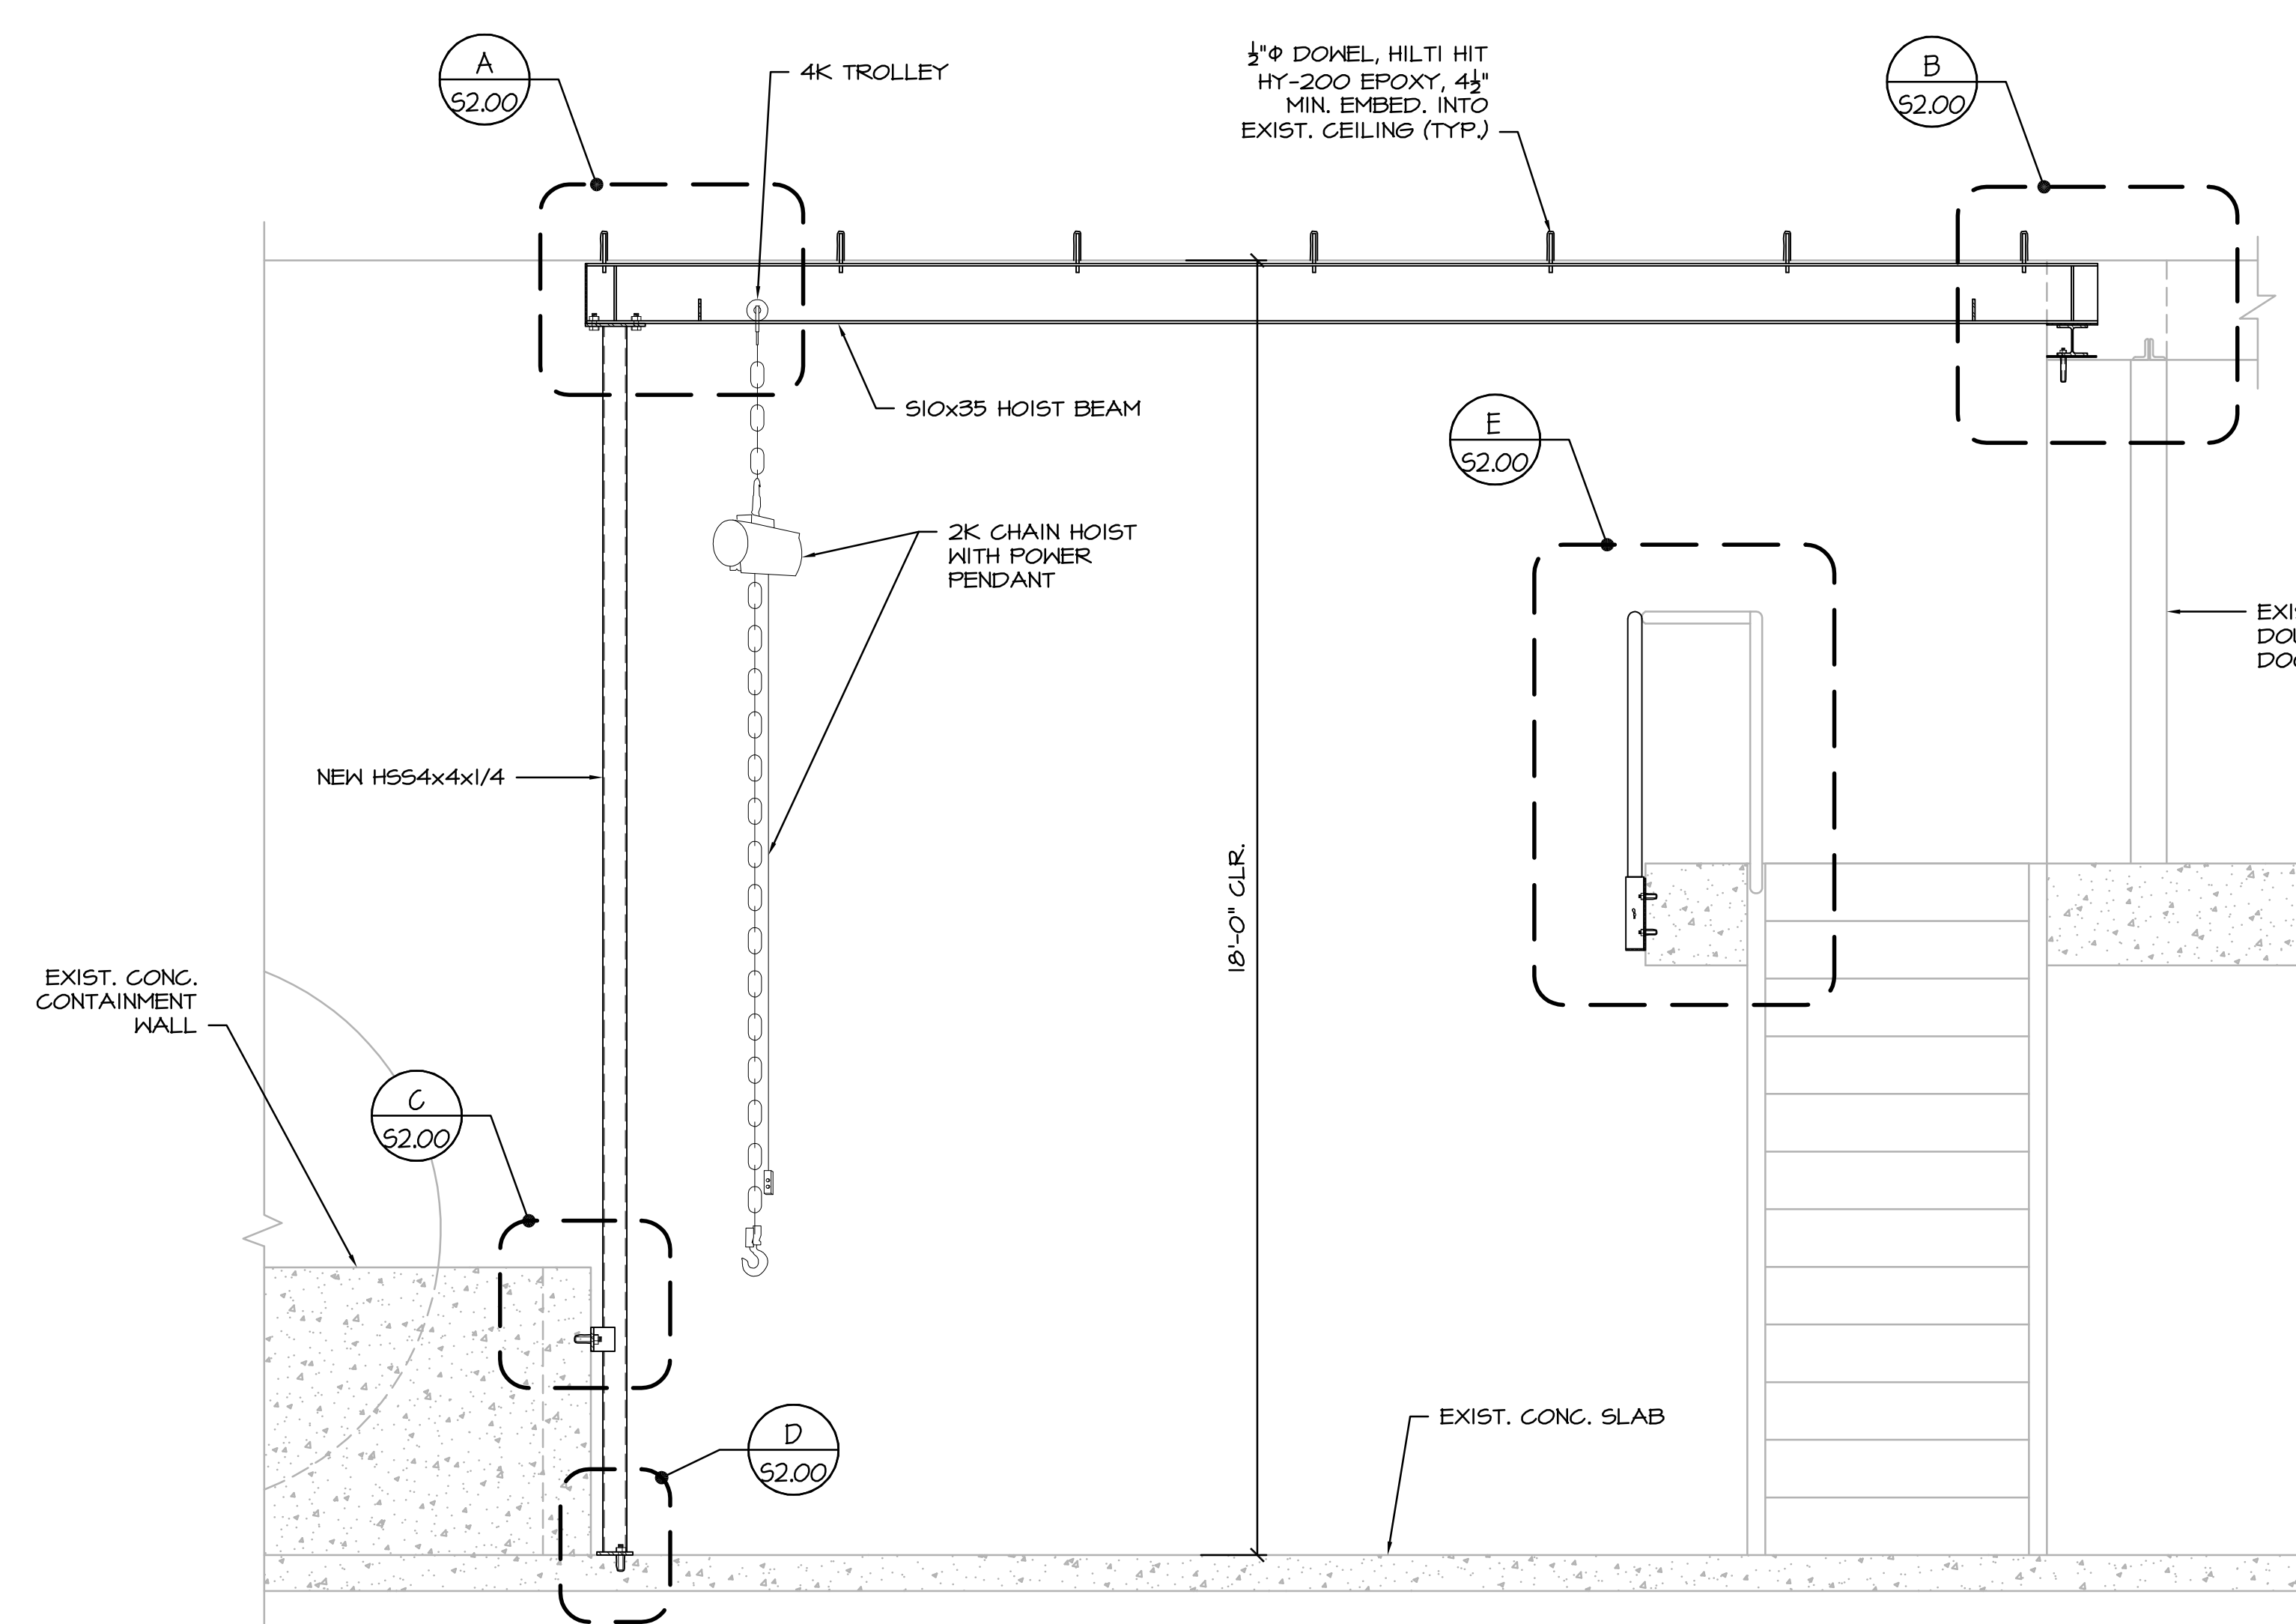 A
S2.00
4K TROLLEY
½"Φ DOWEL, HILTI HIT
HY-200 EPOXY, 4½"
MIN. EMBED. INTO
EXIST. CEILING (TYP.)
B
S2.00
S10x35 HOIST BEAM
E
S2.00
2K CHAIN HOIST
WITH POWER
PENDANT
NEW HSS4x4x1/4
18'-0" CLR.
EXIST. CONC.
CONTAINMENT
WALL
C
S2.00
D
S2.00
EXIST. CONC. SLAB